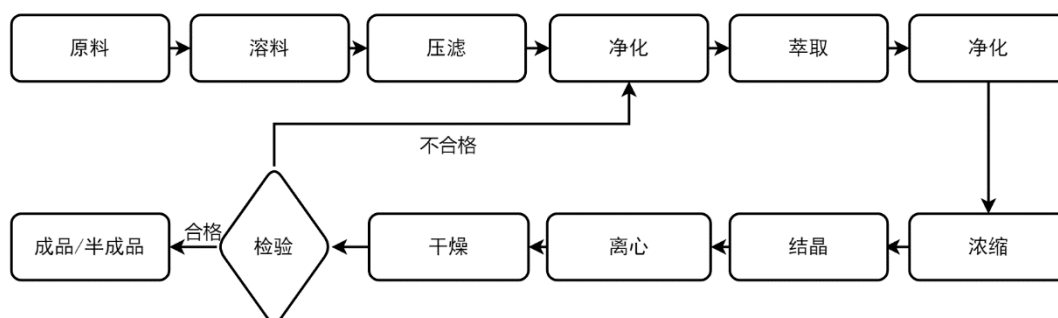 原料
溶料
压滤
净化
萃取
净化
不合格
成品/半成品
合格
检验
干燥
离心
结晶
浓缩